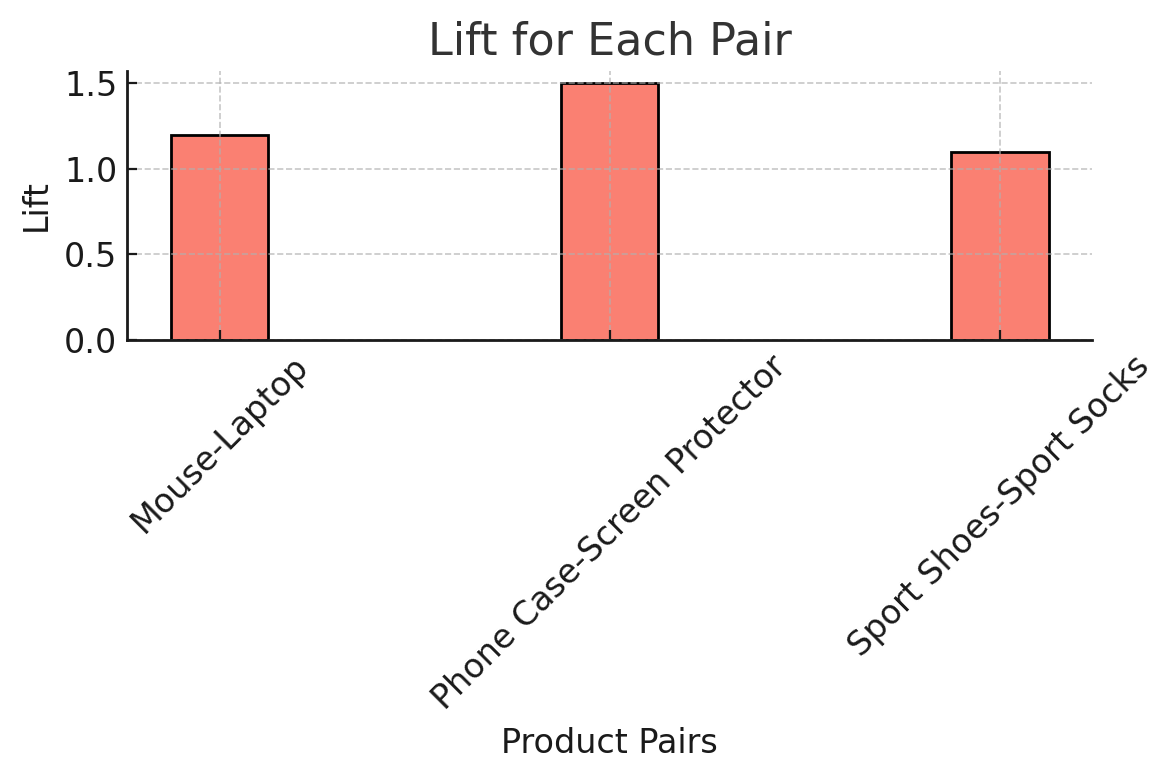 Lift for Each Pair
1.5
1.0
0.5
0.0
Lift
Mouse-Laptop
Phone Case-Screen Protector
Sport Shoes-Sport Socks
Product Pairs